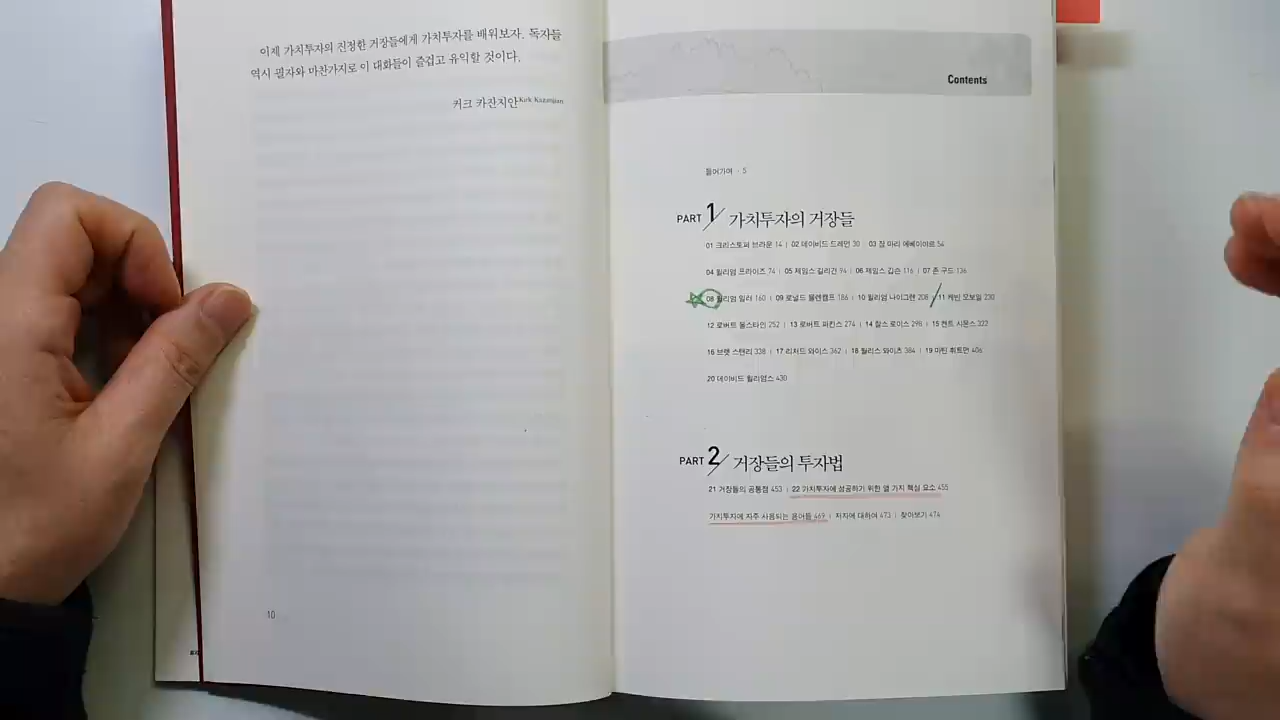 이제 가치투자의 진정한 거장들에게 가치투자를 배워보자. 독자들
역시 필자와 마찬가지로 이 대화들이 즐겁고 유익할 것이다.
커크 카잔지안 Kirk Kazanjian
10
Contents
들어가며 · 5
PART 1 가치투자의 거장들
01 크리스토퍼 브라운 14 | 02 데이비드 드레먼 30 | 03 장 마리 에베이야르 54
04 윌리엄 프라이즈 74 | 05 제임스 길리건 94 | 06 제임스 깁슨 116 | 07 존 구드 136
08 윌리엄 밀러 160 | 09 로널드 뮬렌캠프 186 | 10 윌리엄 나이그렌 208 | 11 케빈 오보일 230
12 로버트 올스타인 252 | 13 로버트 퍼킨스 274 | 14 찰스 로이스 298 | 15 켄트 시몬스 322
16 브랫 스탠리 338 | 17 리처드 와이스 362 | 18 월리스 와이츠 384 | 19 마틴 휘트먼 406
20 데이비드 윌리엄스 430
PART 2 거장들의 투자법
21 거장들의 공통점 453 | 22 가치투자에 성공하기 위한 열 가지 핵심 요소 455
가치투자에 자주 사용되는 용어들 469 | 저자에 대하여 473 | 찾아보기 474